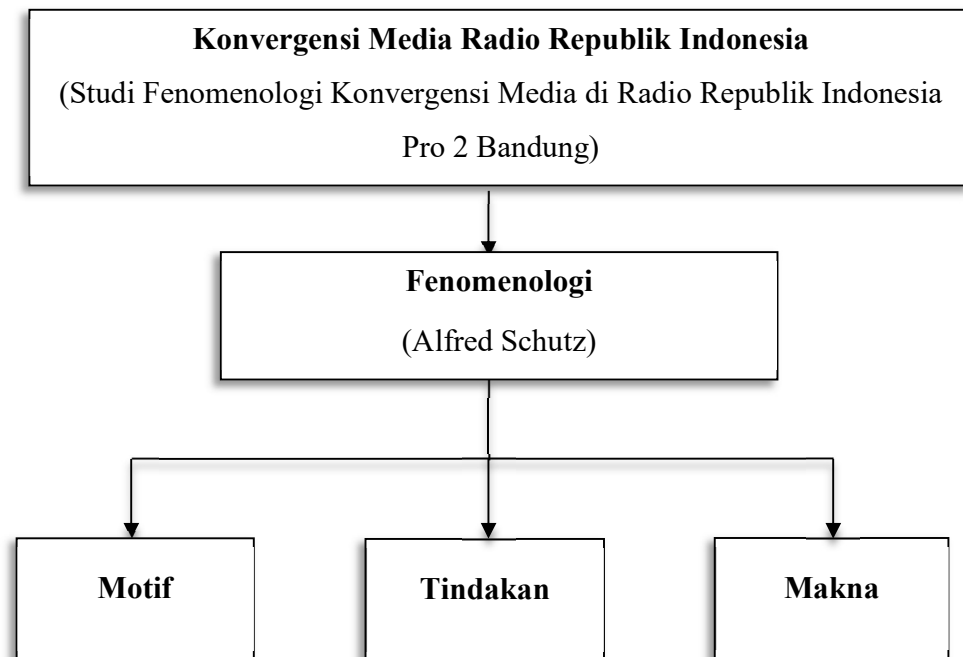 Konvergensi Media Radio Republik Indonesia
(Studi Fenomenologi Konvergensi Media di Radio Republik Indonesia
Pro 2 Bandung)
Fenomenologi
(Alfred Schutz)
Motif
Tindakan
Makna